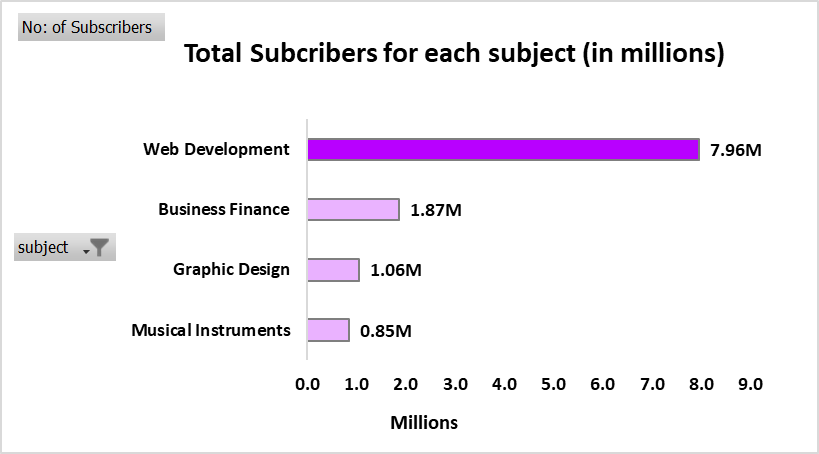 No: of Subscribers
Total Subcribers for each subject (in millions)
Web Development 7.96M
Business Finance 1.87M
subject
Graphic Design 1.06M
Musical Instruments 0.85M
0.0 1.0 2.0 3.0 4.0 5.0 6.0 7.0 8.0 9.0
Millions